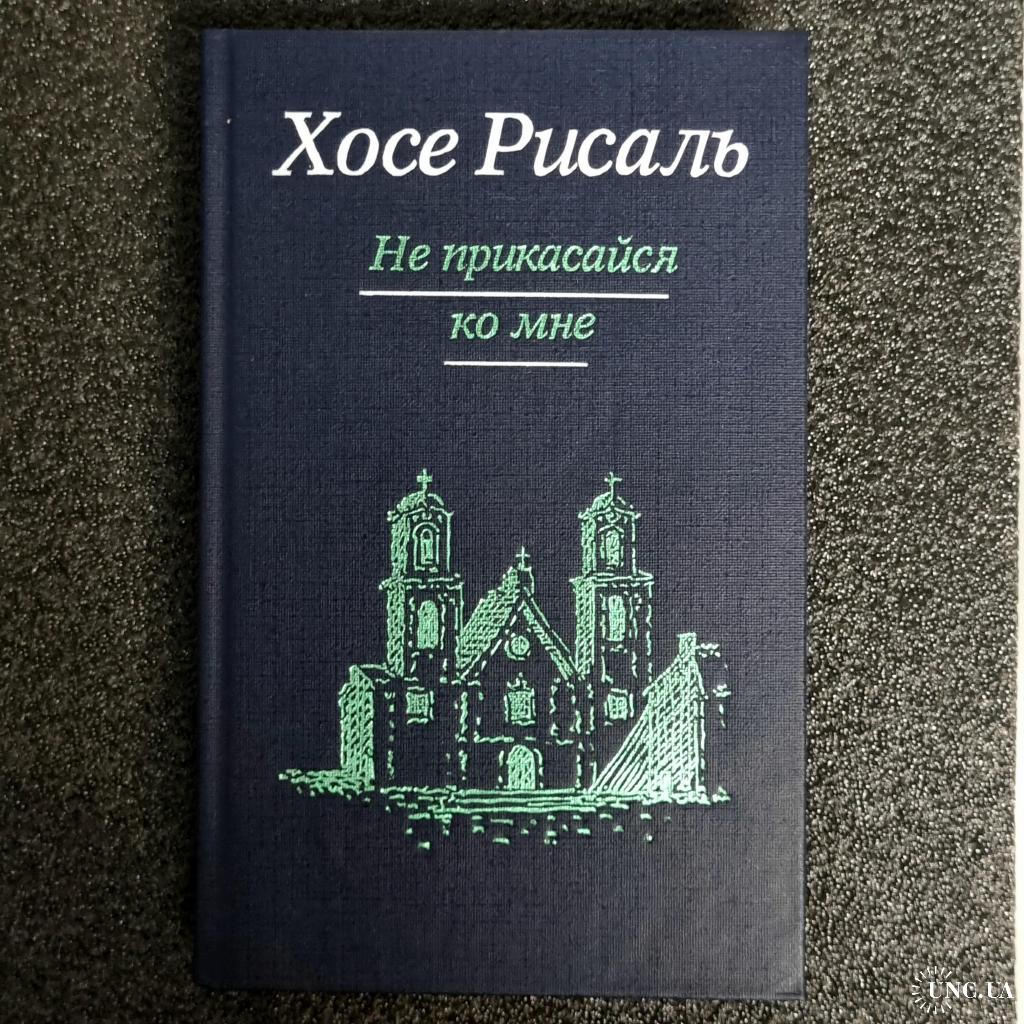 Хосе Рисаль
Не прикасайся
ко мне
UNC.UA